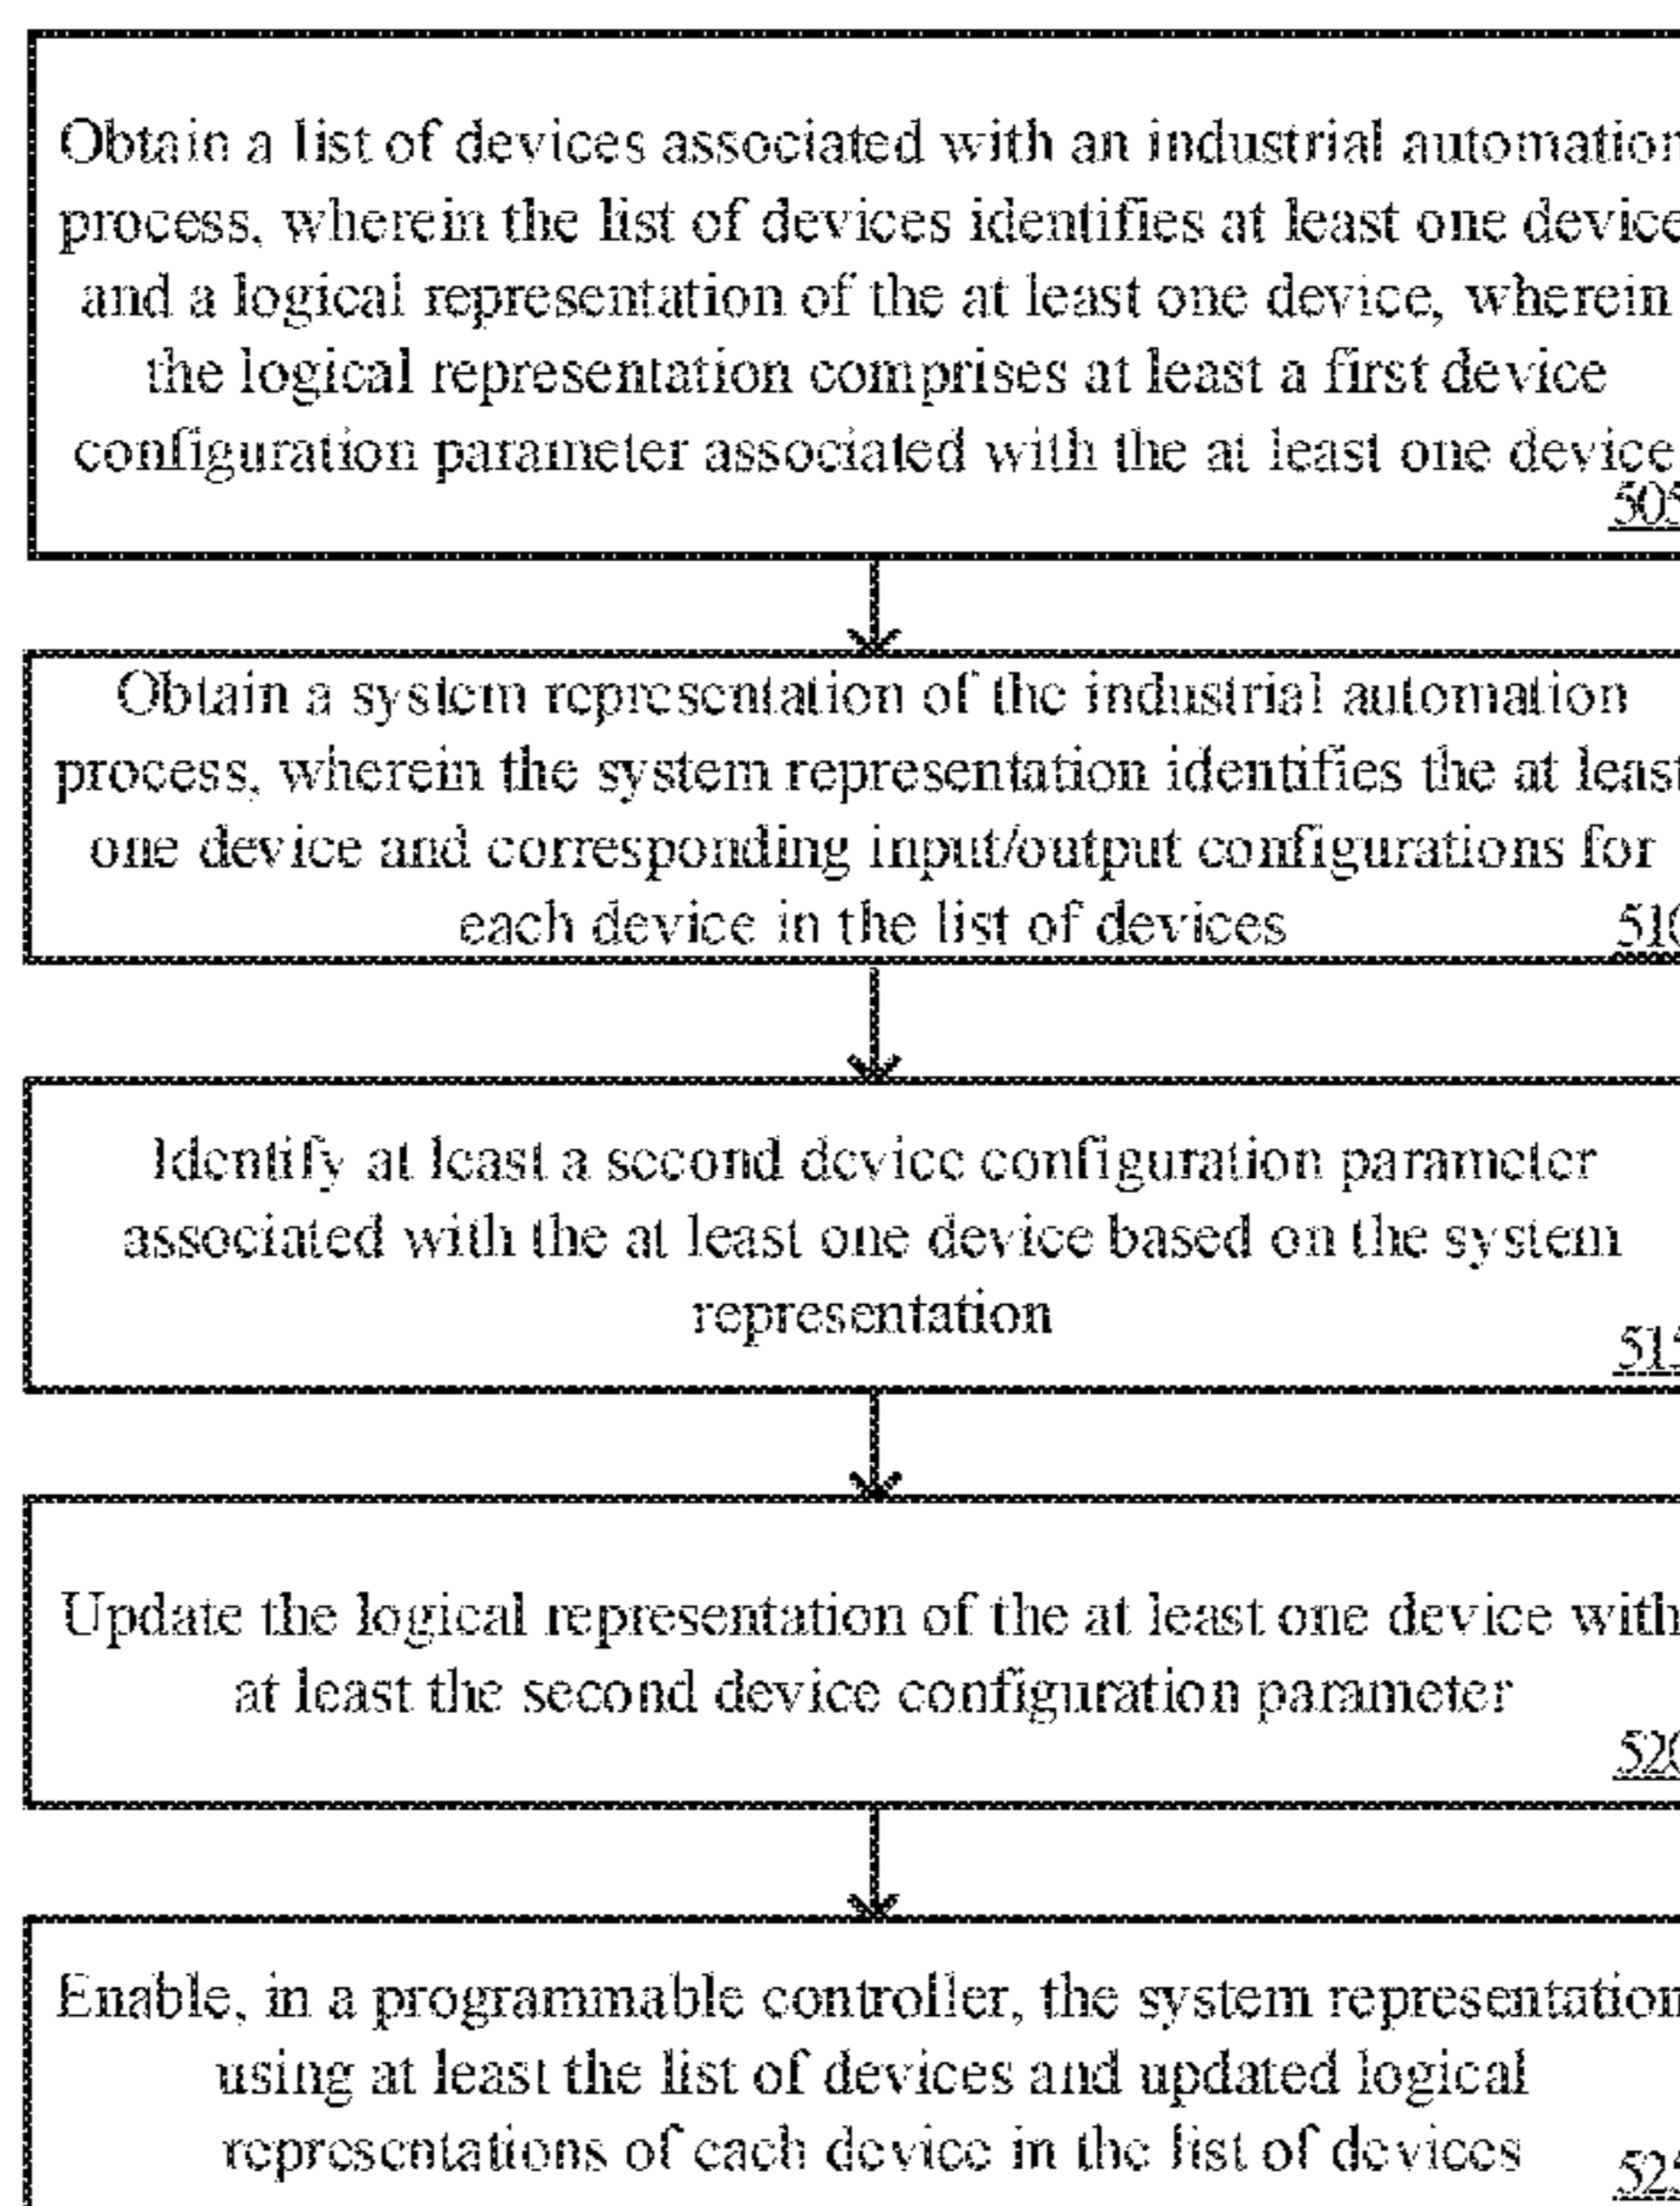 Obtain a list of devices associated with an industrial automation
process, wherein the list of devices identifies at least one device
and a logical representation of the at least one device, wherein
the logical representation comprises at least a first device
configuration parameter associated with the at least one device
505
Obtain a system representation of the industrial automation
process, wherein the system representation identifies the at least
one device and corresponding input/output configurations for
each device in the list of devices
510
Identify at least a second device configuration parameter
associated with the at least one device based on the system
representation
515
Update the logical representation of the at least one device with
at least the second device configuration parameter
520
Enable, in a programmable controller, the system representation
using at least the list of devices and updated logical
representations of each device in the list of devices
525